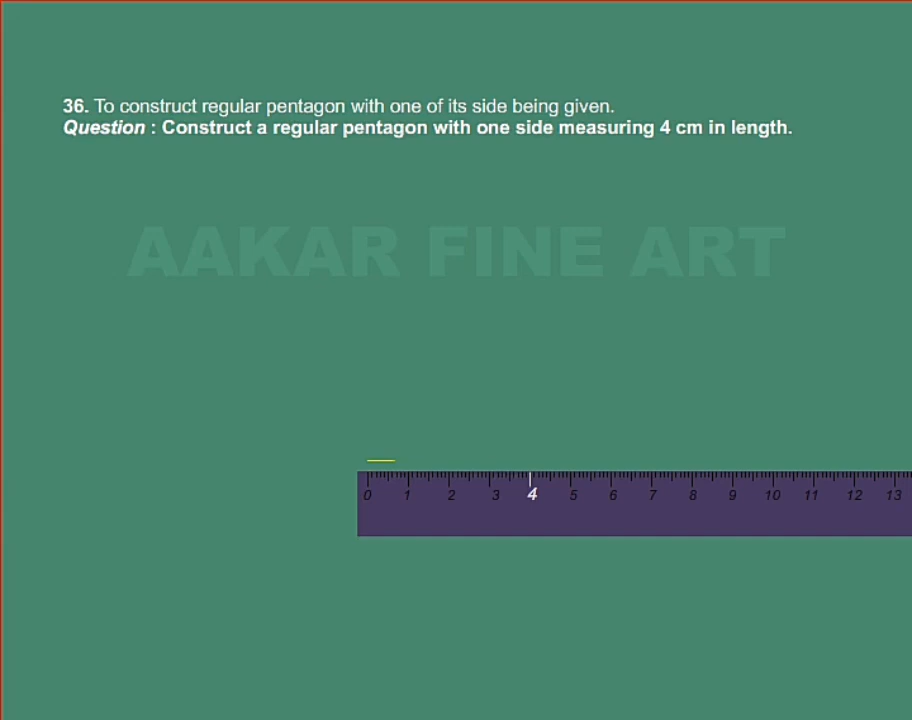 36. To construct regular pentagon with one of its side being given.
Question : Construct a regular pentagon with one side measuring 4 cm in length.
AAKAR FINE ART
0 1 2 3 4 5 6 7 8 9 10 11 12 13